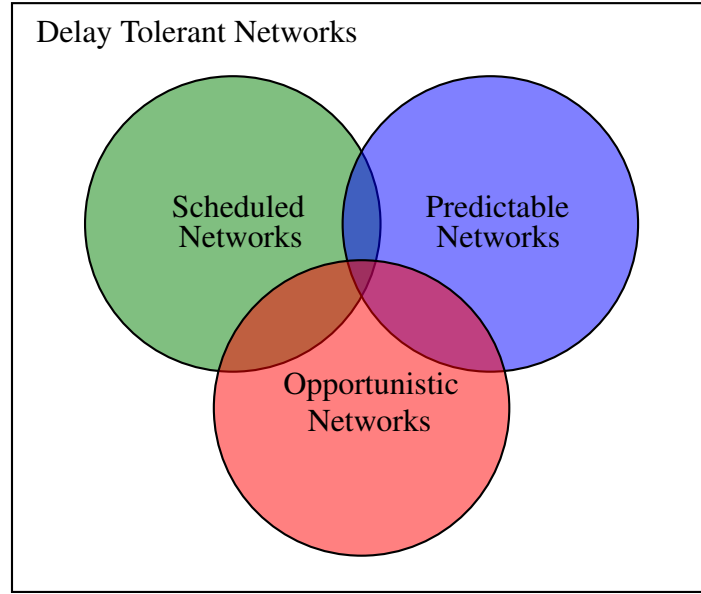 Delay Tolerant Networks
Scheduled
Networks
Predictable
Networks
Opportunistic
Networks